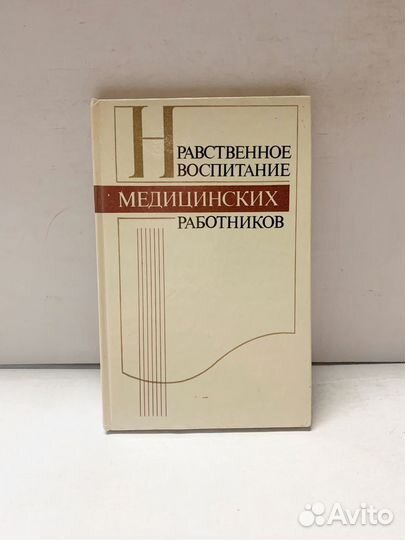 НРАВСТВЕННОЕ
ВОСПИТАНИЕ
МЕДИЦИНСКИХ
РАБОТНИКОВ
Avito